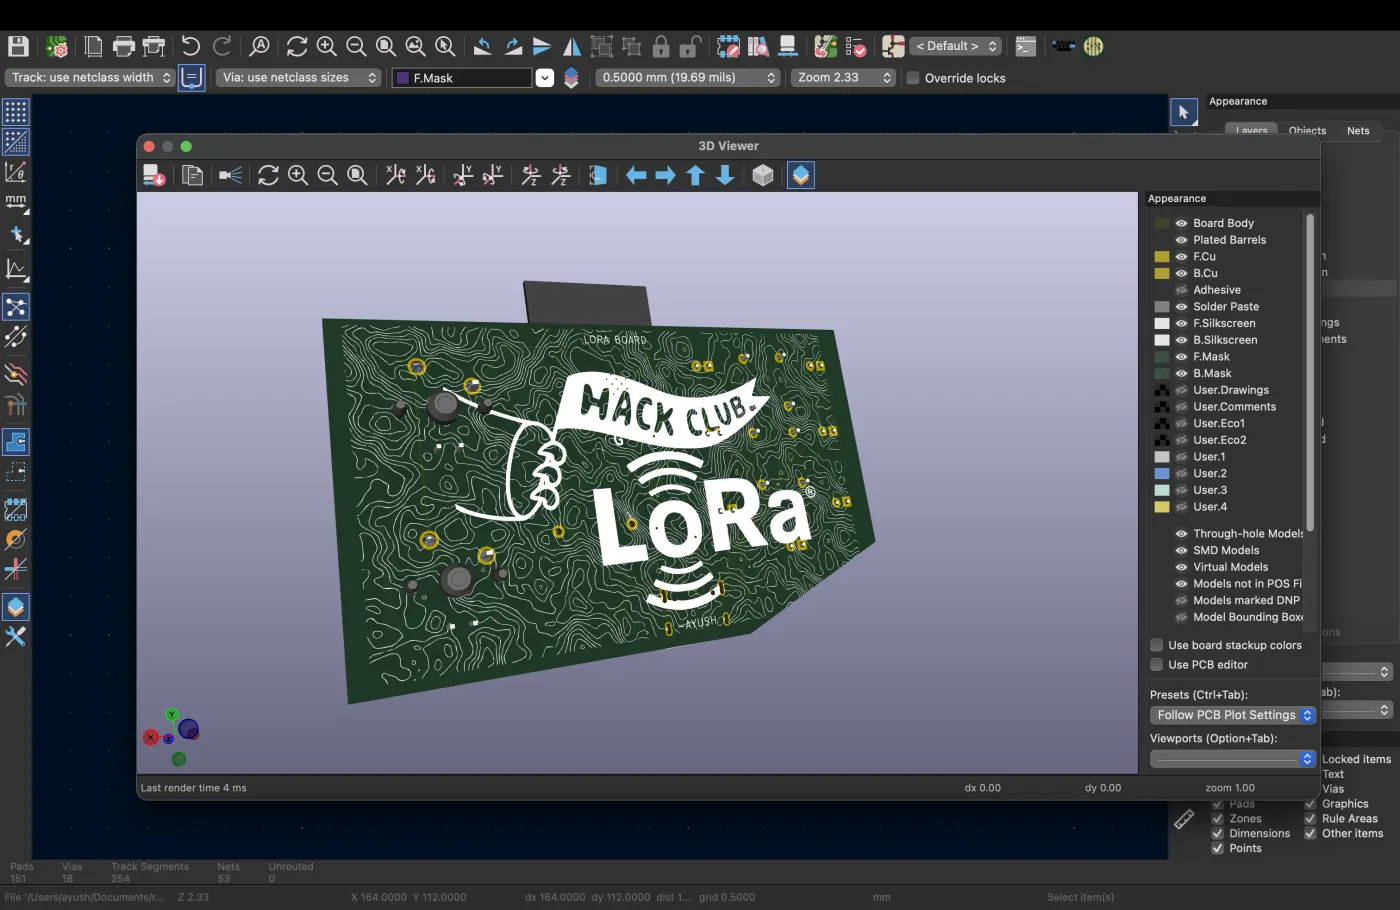 < Default >
Track: use netclass width
Via: use netclass sizes
F.Mask
0.5000 mm (19.69 mils)
Zoom 2.33
Override locks
Appearance
Layers
Objects
Nets
mm
3D Viewer
Appearance
Board Body
Plated Barrels
F.Cu
B.Cu
Adhesive
Solder Paste
F.Silkscreen
B.Silkscreen
F.Mask
B.Mask
User.Drawings
User.Comments
User.Eco1
User.Eco2
User.1
User.2
User.3
User.4
Through-hole Models
SMD Models
Virtual Models
Models not in POS Fi
Models marked DNP
Model Bounding Boxe
Use board stackup colors
Use PCB editor
Presets (Ctrl+Tab):
Follow PCB Plot Settings
Viewports (Option+Tab):
LORA BOARD
HACK CLUB
G
LoRa®
-AYUSH
X
Y
Z
Last render time 4 ms
dx 0.00
dy 0.00
zoom 1.00
ab):
Locked items
Text
Vias
Pads
Graphics
Zones
Rule Areas
Dimensions
Other items
Points
Pads
Vias
Track Segments
Nets
Unrouted
151
18
254
53
0
File '/Users/ayush/Documents/r...
Z 2.33
X 164.0000 Y 112.0000
dx 164.0000 dy 112.0000 dist 1...
grid 0.5000
mm
Select item(s)